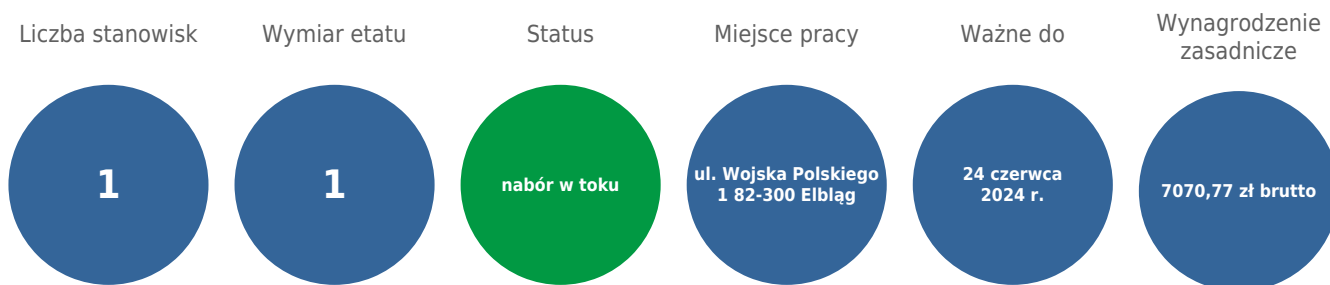 Liczba stanowisk
1
Wymiar etatu
1
Status
nabór w toku
Miejsce pracy
ul. Wojska Polskiego
1 82-300 Elbląg
Ważne do
24 czerwca
2024 r.
Wynagrodzenie
zasadnicze
7070,77 zł brutto